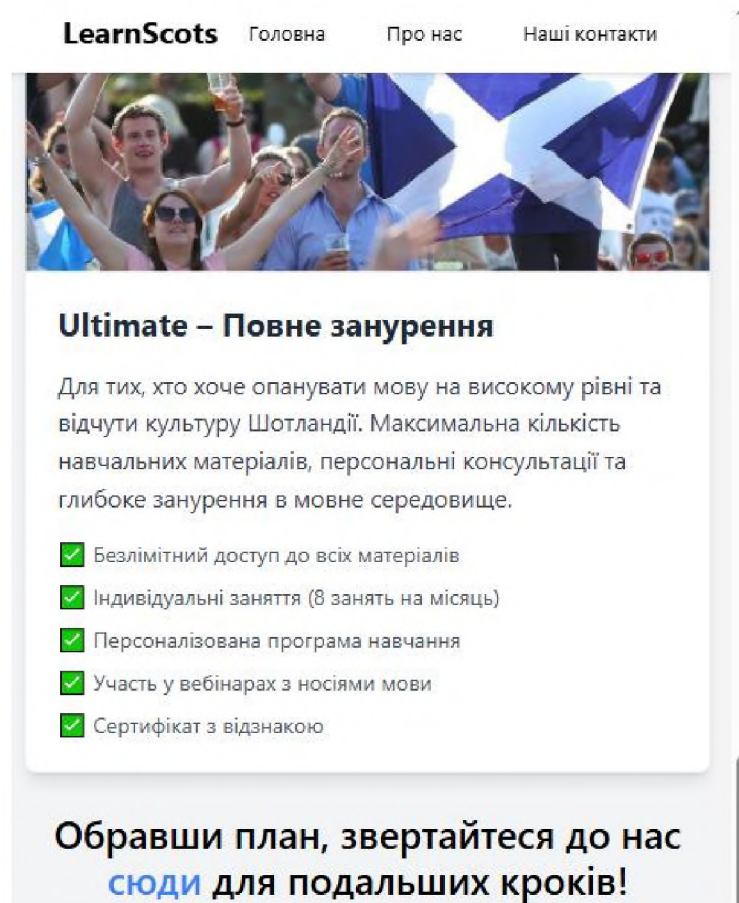 LearnScots Головна Про нас Наші контакти
Ultimate – Повне занурення
Для тих, хто хоче опанувати мову на високому рівні та
відчути культуру Шотландії. Максимальна кількість
навчальних матеріалів, персональні консультації та
глибоке занурення в мовне середовище.
✅ Безлімітний доступ до всіх матеріалів
✅ Індивідуальні заняття (8 занять на місяць)
✅ Персоналізована програма навчання
✅ Участь у вебінарах з носіями мови
✅ Сертифікат з відзнакою
Обравши план, звертайтеся до нас
сюди для подальших кроків!